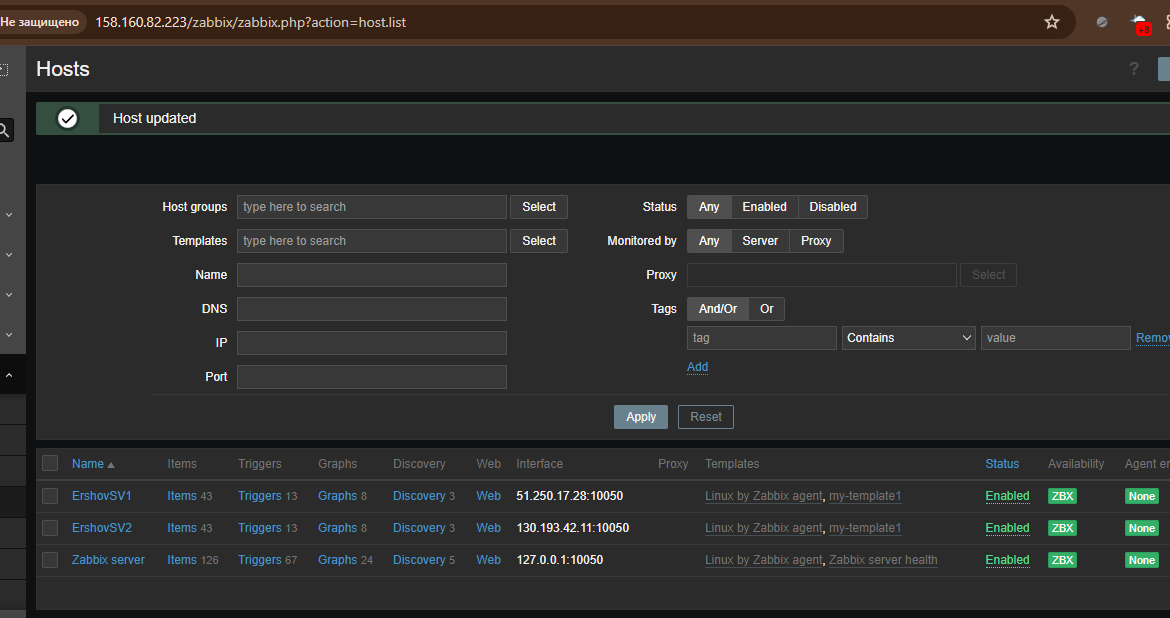 Не защищено 158.160.82.223/zabbix/zabbix.php?action=host.list
+3
Hosts
?
Host updated
Host groups type here to search Select Status Any Enabled Disabled
Templates type here to search Select Monitored by Any Server Proxy
Name Proxy Select
DNS Tags And/Or Or
IP tag Contains value Remov
Port Add
Apply Reset
Name Items Triggers Graphs Discovery Web Interface Proxy Templates Status Availability Agent en
ErshovSV1 Items 43 Triggers 13 Graphs 8 Discovery 3 Web 51.250.17.28:10050 Linux by Zabbix agent, my-template1 Enabled ZBX None
ErshovSV2 Items 43 Triggers 13 Graphs 8 Discovery 3 Web 130.193.42.11:10050 Linux by Zabbix agent, my-template1 Enabled ZBX None
Zabbix server Items 126 Triggers 67 Graphs 24 Discovery 5 Web 127.0.0.1:10050 Linux by Zabbix agent, Zabbix server health Enabled ZBX None